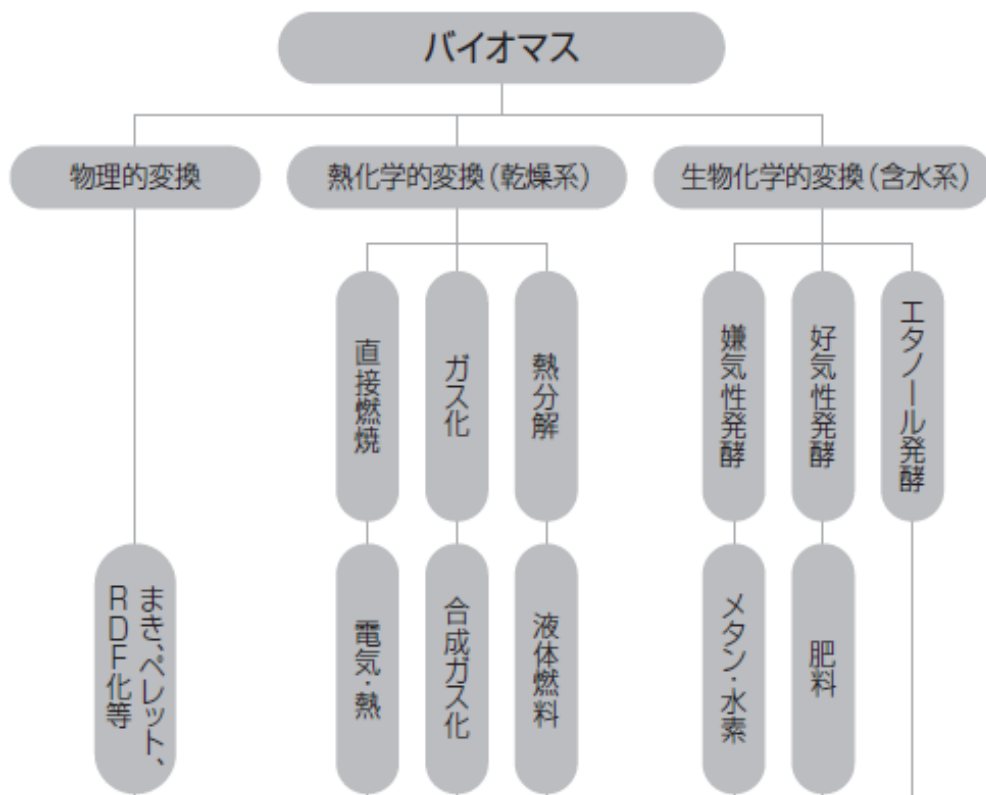 バイオマス
物理的変換
熱化学的変換(乾燥系)
生物化学的変換(含水系)
直接燃焼
ガス化
熱分解
嫌気性発酵
好気性発酵
エタノール発酵
まき、ペレット、
RDF化等
電気・熱
合成ガス化
液体燃料
メタン・水素
肥料